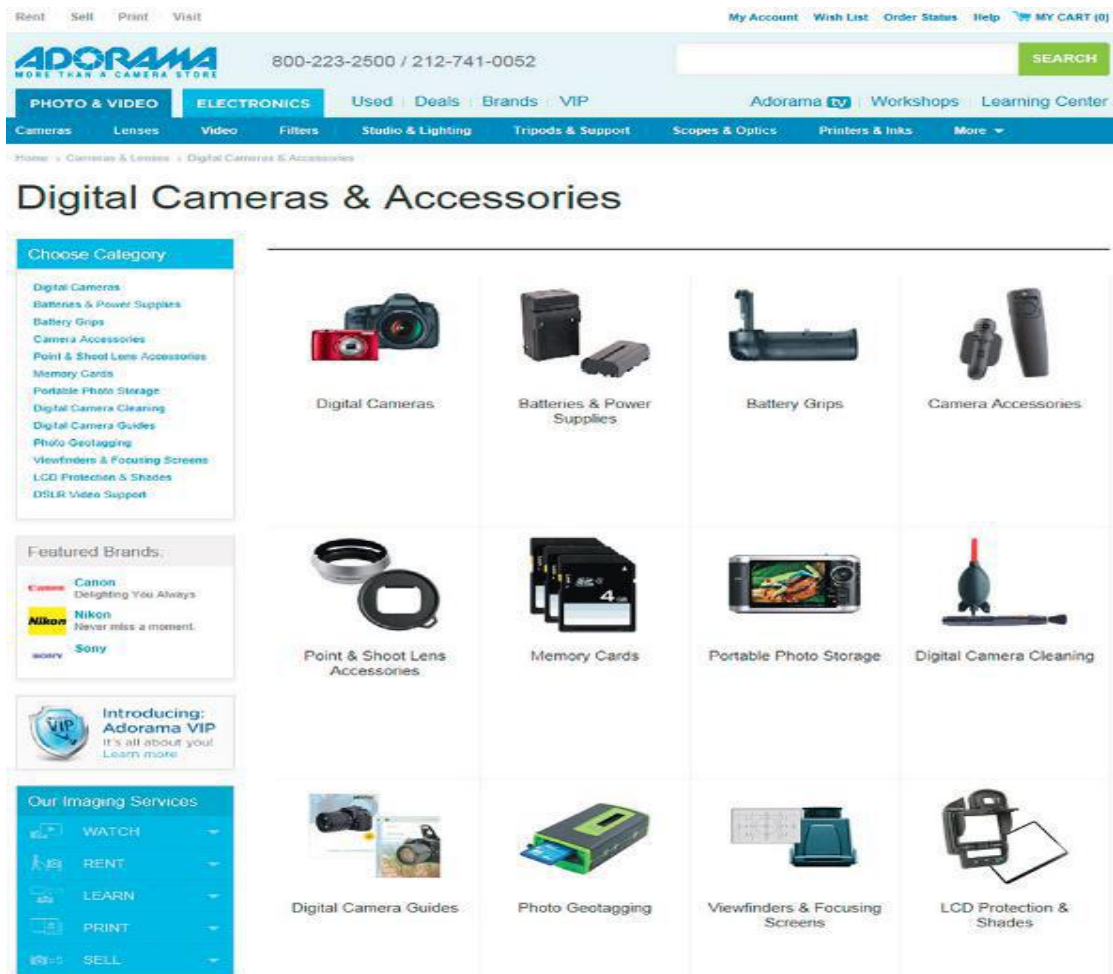 Rent Sell Print Visit
My Account Wish List Order Status Help MY CART (0)
ADORAMA
MORE THAN A CAMERA STORE
800-223-2500 / 212-741-0052
SEARCH
PHOTO & VIDEO ELECTRONICS Used Deals Brands VIP Adorama TV Workshops Learning Center
Cameras Lenses Video Filters Studio & Lighting Tripods & Support Scopes & Optics Printers & Inks More
Home > Cameras & Lenses > Digital Cameras & Accessories
Digital Cameras & Accessories
Choose Category
Digital Cameras
Batteries & Power Supplies
Battery Grips
Camera Accessories
Point & Shoot Lens Accessories
Memory Cards
Portable Photo Storage
Digital Camera Cleaning
Digital Camera Guides
Photo Geotagging
Viewfinders & Focusing Screens
LCD Protection & Shades
DSLR Video Support
Featured Brands:
Canon
Canon
Delighting You Always
Nikon
Nikon
Never miss a moment.
SONY
Sony
VIP
Introducing:
Adorama VIP
It's all about you!
Learn more
Our Imaging Services
WATCH
RENT
LEARN
PRINT
SELL
Digital Cameras
Batteries & Power
Supplies
Battery Grips
Camera Accessories
Point & Shoot Lens
Accessories
4
Memory Cards
Portable Photo Storage
Digital Camera Cleaning
Digital Camera Guides
Photo Geotagging
Viewfinders & Focusing
Screens
LCD Protection &
Shades